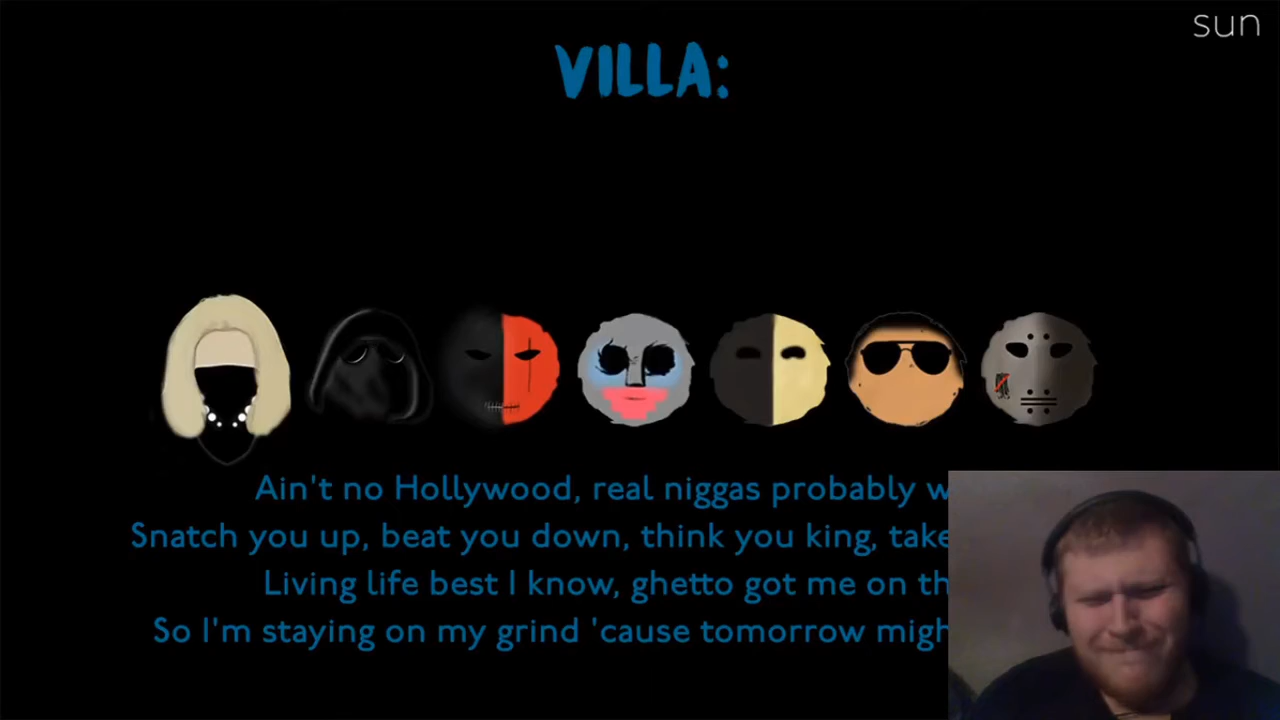 sun
VILLA:
Ain't no Hollywood, real niggas probably
Snatch you up, beat you down, think you king, take
Living life best I know, ghetto got me on
So I'm staying on my grind 'cause tomorrow